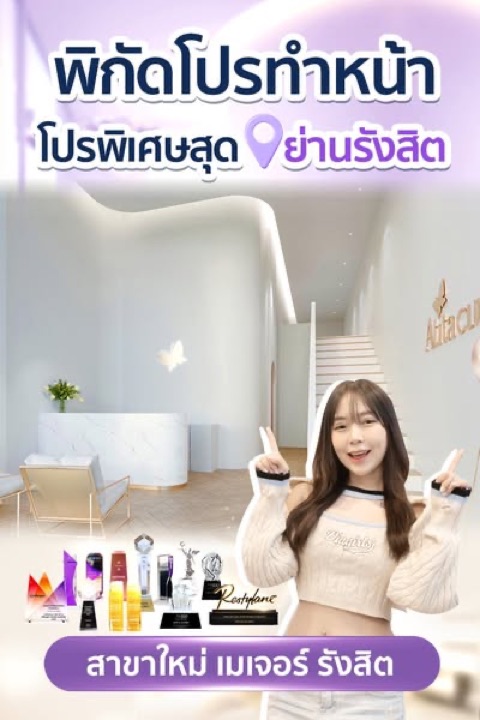 พิกัดโปรทำหน้า
โปรพิเศษสุด ย่านรังสิต
Restylane
สาขาใหม่ เมเจอร์ รังสิต